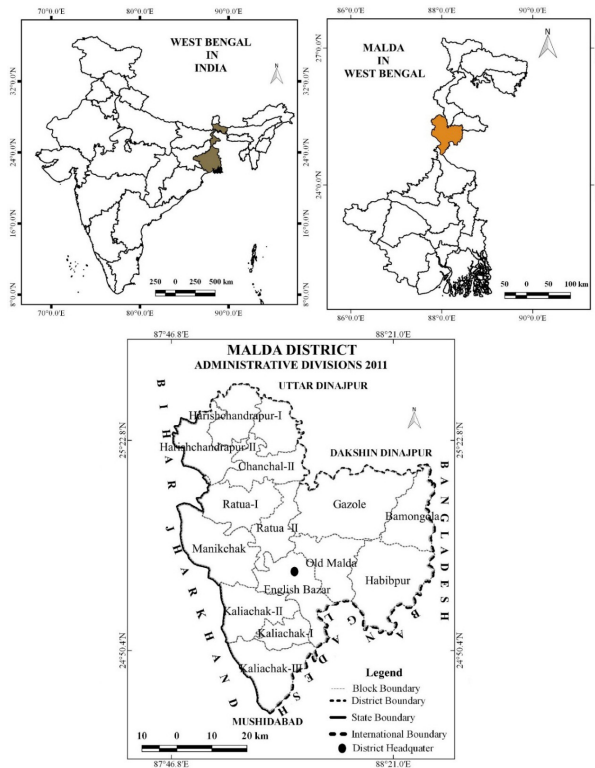 WEST BENGAL
IN
INDIA
N
70°0.0'E 80°0.0'E 90°0.0'E
32°0.0'N
24°0.0'N
16°0.0'N
8°0.0'N
250 0 250 500 km
70°0.0'E 80°0.0'E 90°0.0'E
86°0.0'E 88°0.0'E 90°0.0'E
MALDA
IN
WEST BENGAL
N
27°0.0'N
24°0.0'N
50 0 50 100 km
86°0.0'E 88°0.0'E 90°0.0'E
87°46.8'E 88°21.0'E
MALDA DISTRICT
ADMINISTRATIVE DIVISIONS 2011
UTTAR DINAJPUR
N
BIHAR
Harishchandrapur-I
25°22.8'N 25°22.8'N
Harishchandrapur-II
DAKSHIN DINAJPUR
Chanchal-II
BANGLADESH
Ratua-I
Gazole
Bamongola
Ratua -II
JHARKHAND
Manikchak
Old Malda
Habibpur
English Bazar
Kaliachak-II
BANGLADESH
Kaliachak-I
24°50.4'N 24°50.4'N
Kaliachak-III
MUSHIDABAD
Legend
Block Boundary
District Boundary
State Boundary
International Boundary
District Headquater
10 0 10 20 km
87°46.8'E 88°21.0'E